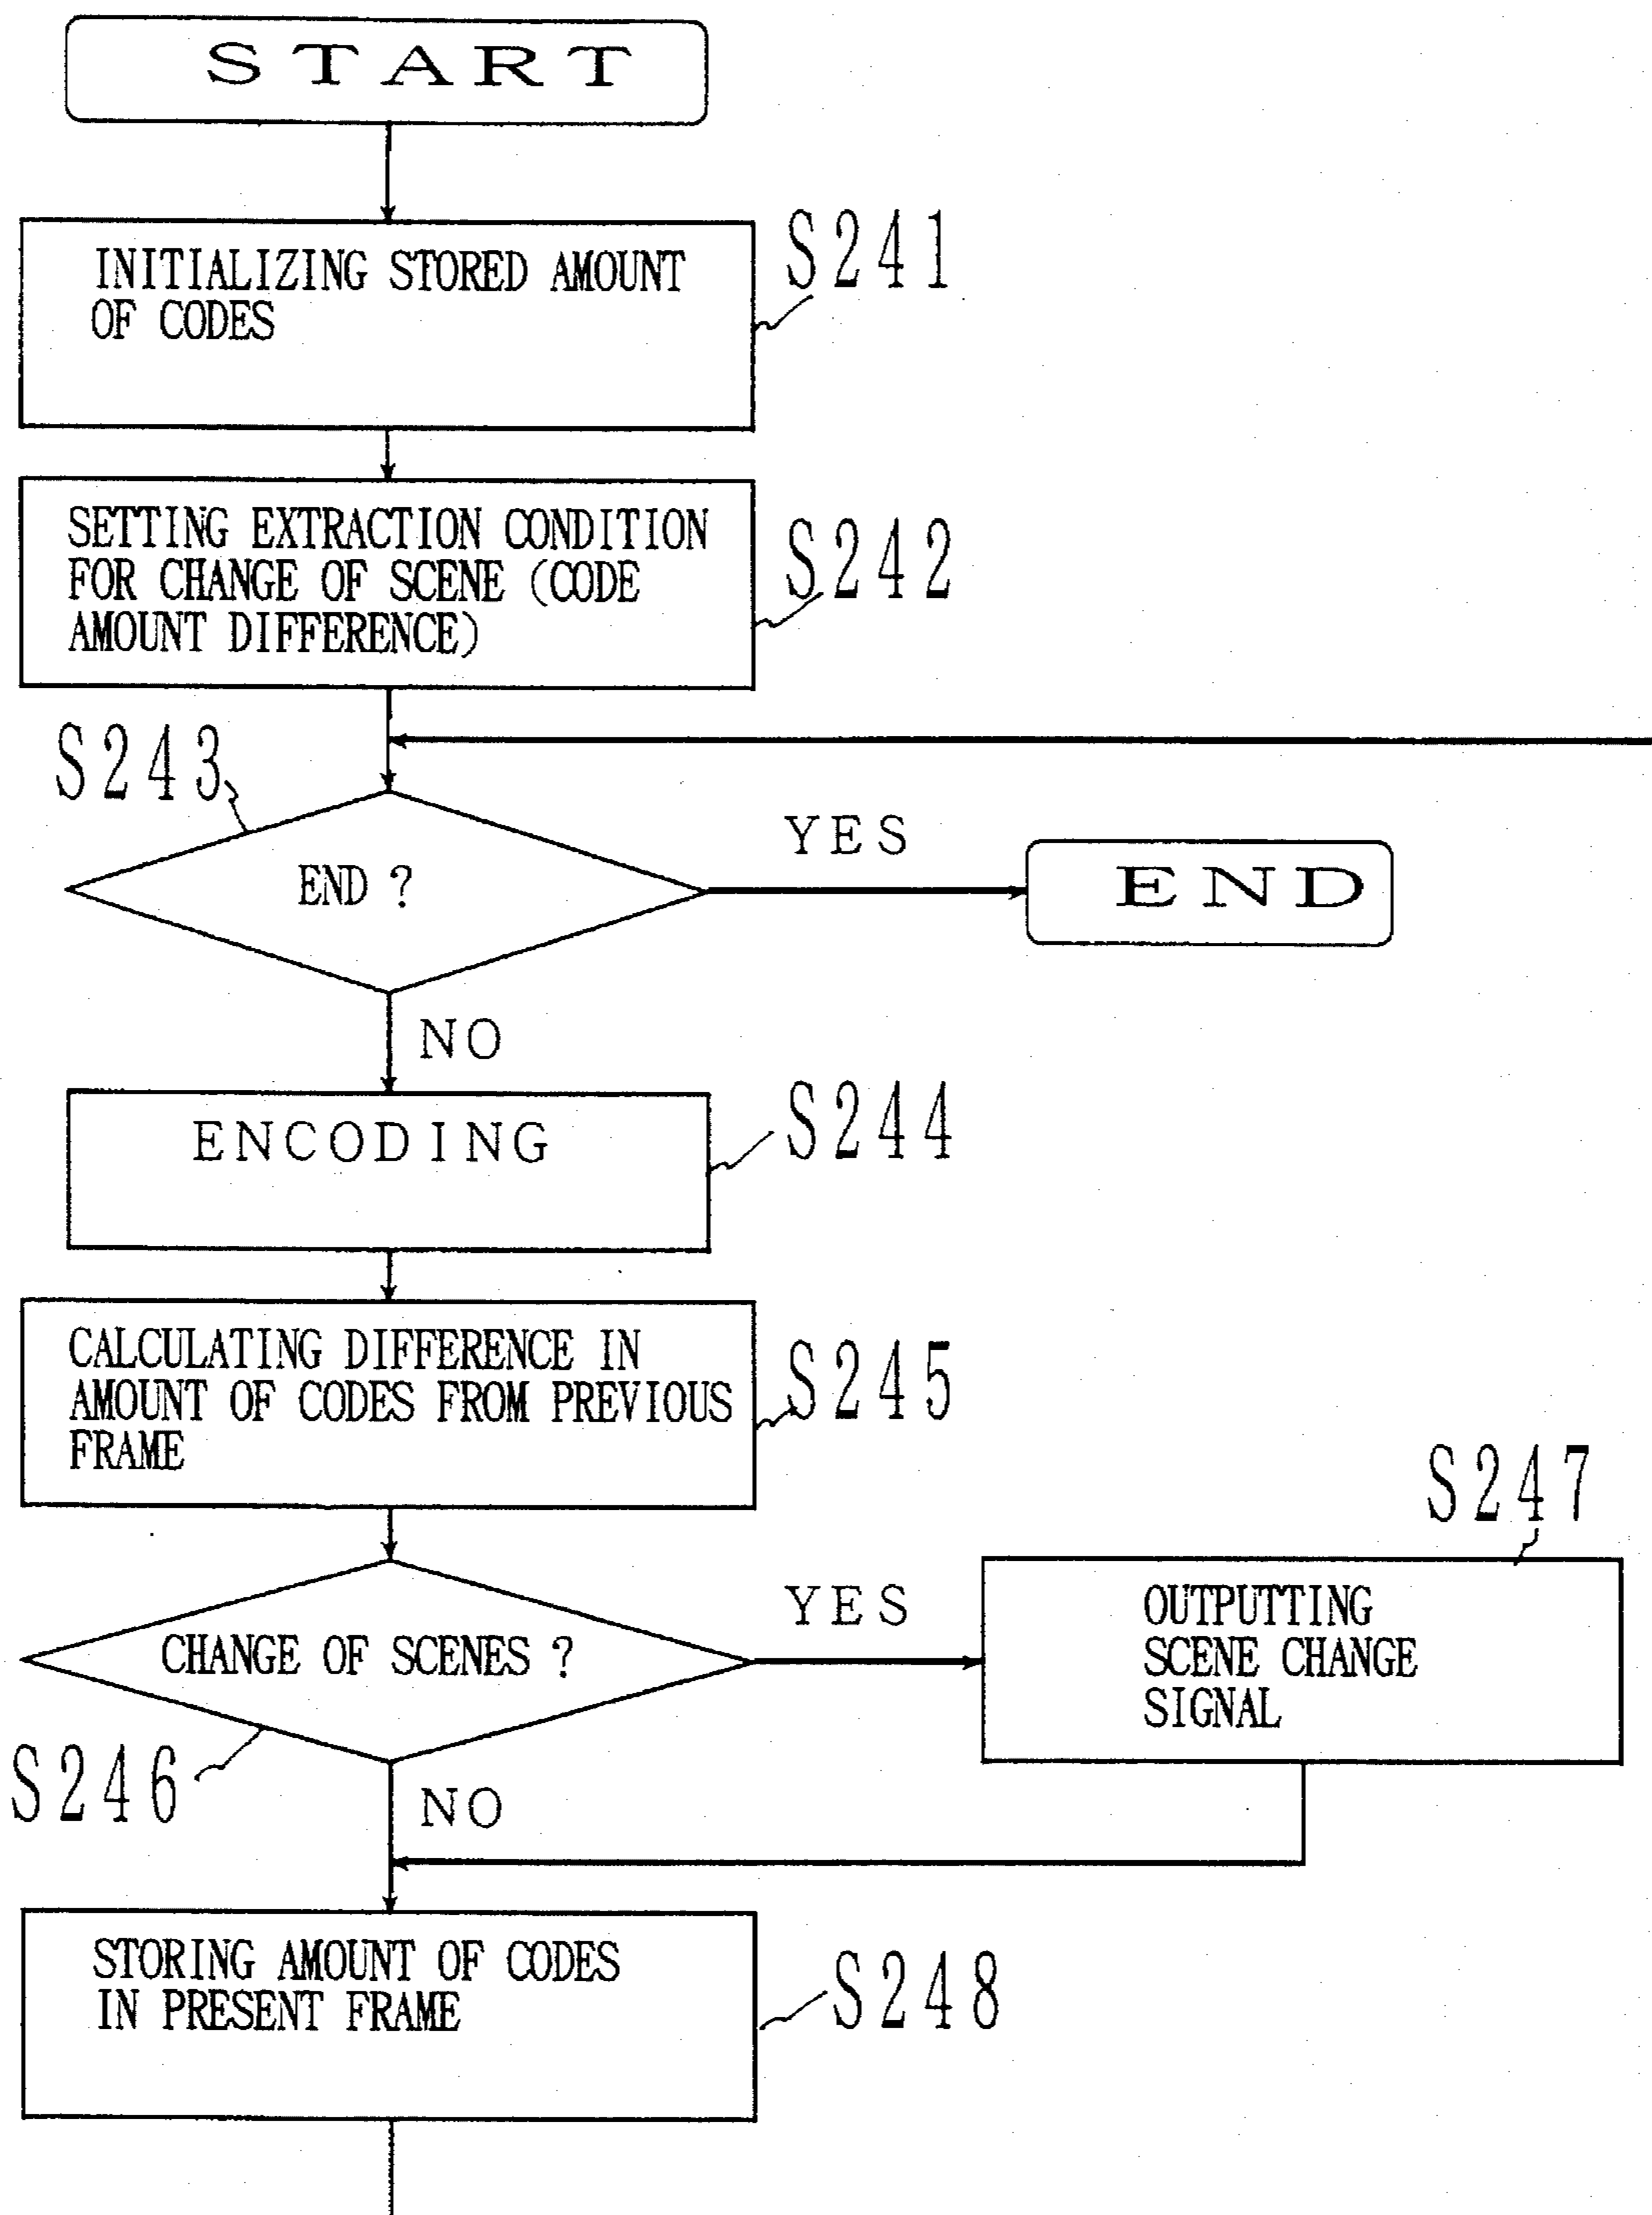 START
INITIALIZING STORED AMOUNT
OF CODES
S241
SETTING EXTRACTION CONDITION
FOR CHANGE OF SCENE (CODE
AMOUNT DIFFERENCE)
S242
S243
END ?
YES
END
NO
ENCODING
S244
CALCULATING DIFFERENCE IN
AMOUNT OF CODES FROM PREVIOUS
FRAME
S245
CHANGE OF SCENES ?
S246
YES
S247
OUTPUTTING
SCENE CHANGE
SIGNAL
NO
STORING AMOUNT OF CODES
IN PRESENT FRAME
S248